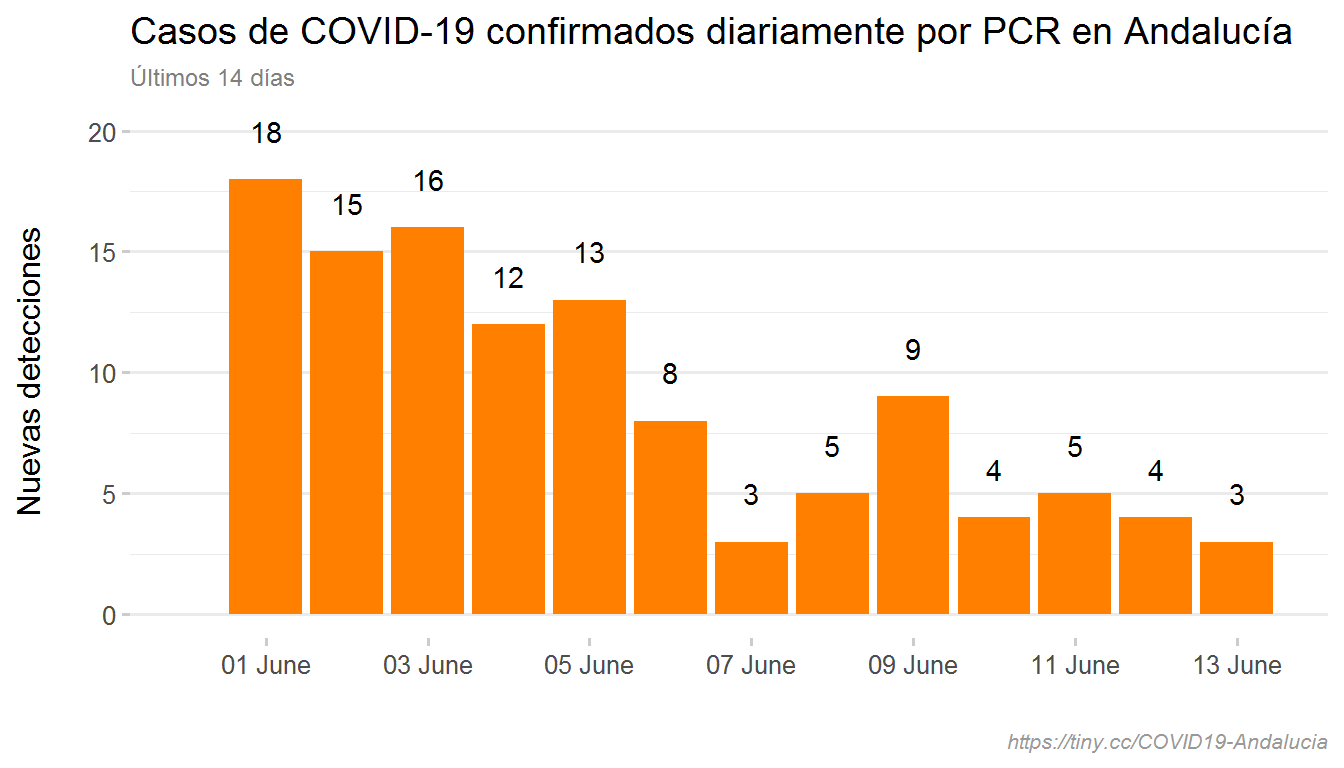 Casos de COVID-19 confirmados diariamente por PCR en Andalucía
Últimos 14 días
Nuevas detecciones
20
15
10
5
0
18
15
16
12
13
8
3
5
9
4
5
4
3
01 June
03 June
05 June
07 June
09 June
11 June
13 June
https://tiny.cc/COVID19-Andalucia